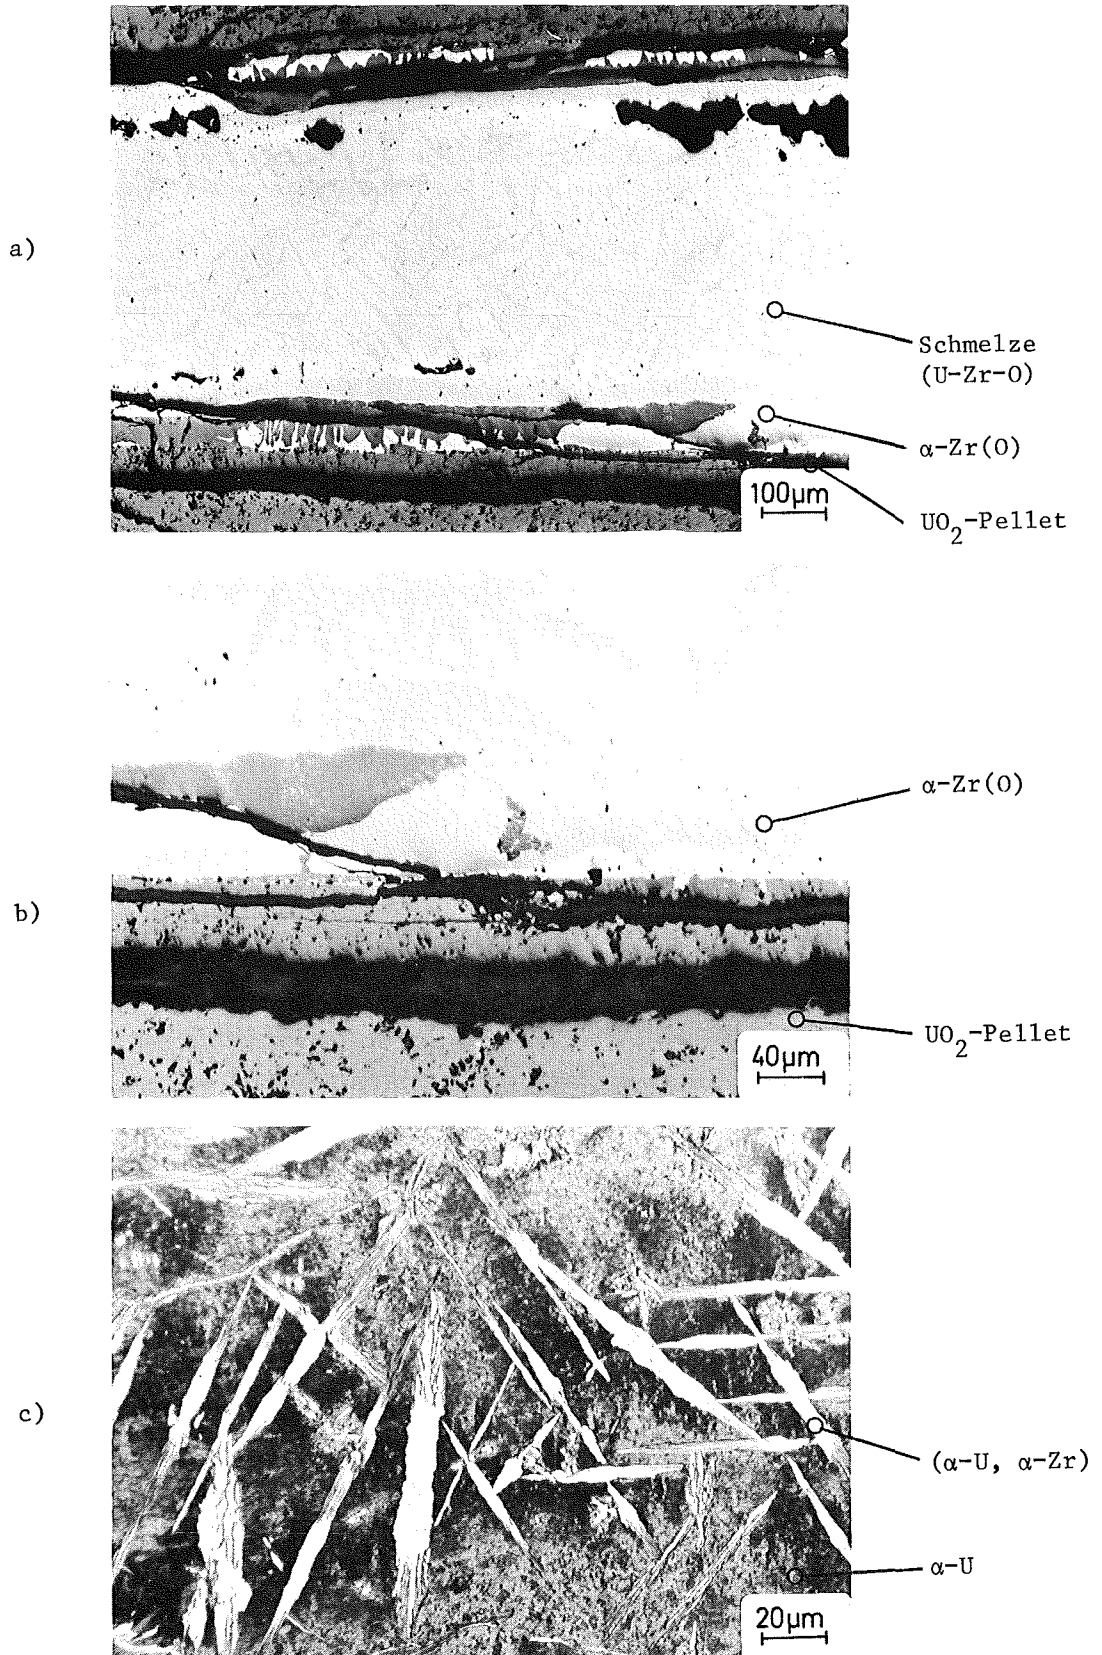 a)
Schmelze
(U-Zr-O)
α-Zr(O)
100µm
UO₂-Pellet
α-Zr(O)
b)
UO₂-Pellet
40µm
c)
(α-U, α-Zr)
α-U
20µm